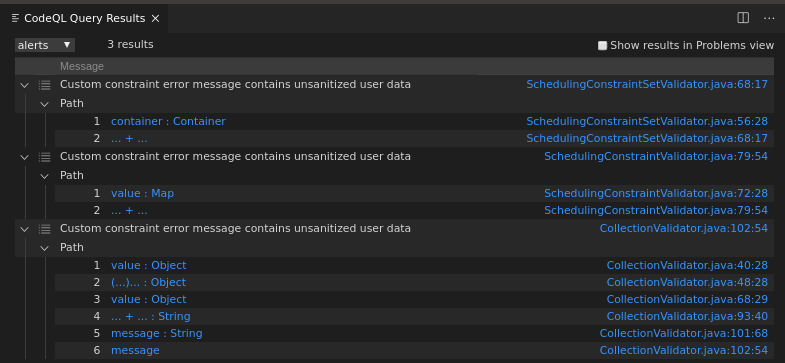 CodeQL Query Results
alerts 3 results Show results in Problems view
Message
Custom constraint error message contains unsanitized user data SchedulingConstraintSetValidator.java:68:17
Path
1 container : Container SchedulingConstraintSetValidator.java:56:28
2 ... + ... SchedulingConstraintSetValidator.java:68:17
Custom constraint error message contains unsanitized user data SchedulingConstraintValidator.java:79:54
Path
1 value : Map SchedulingConstraintValidator.java:72:28
2 ... + ... SchedulingConstraintValidator.java:79:54
Custom constraint error message contains unsanitized user data CollectionValidator.java:102:54
Path
1 value : Object CollectionValidator.java:40:28
2 (...)... : Object CollectionValidator.java:48:28
3 value : Object CollectionValidator.java:68:29
4 ... + ... : String CollectionValidator.java:93:40
5 message : String CollectionValidator.java:101:68
6 message CollectionValidator.java:102:54